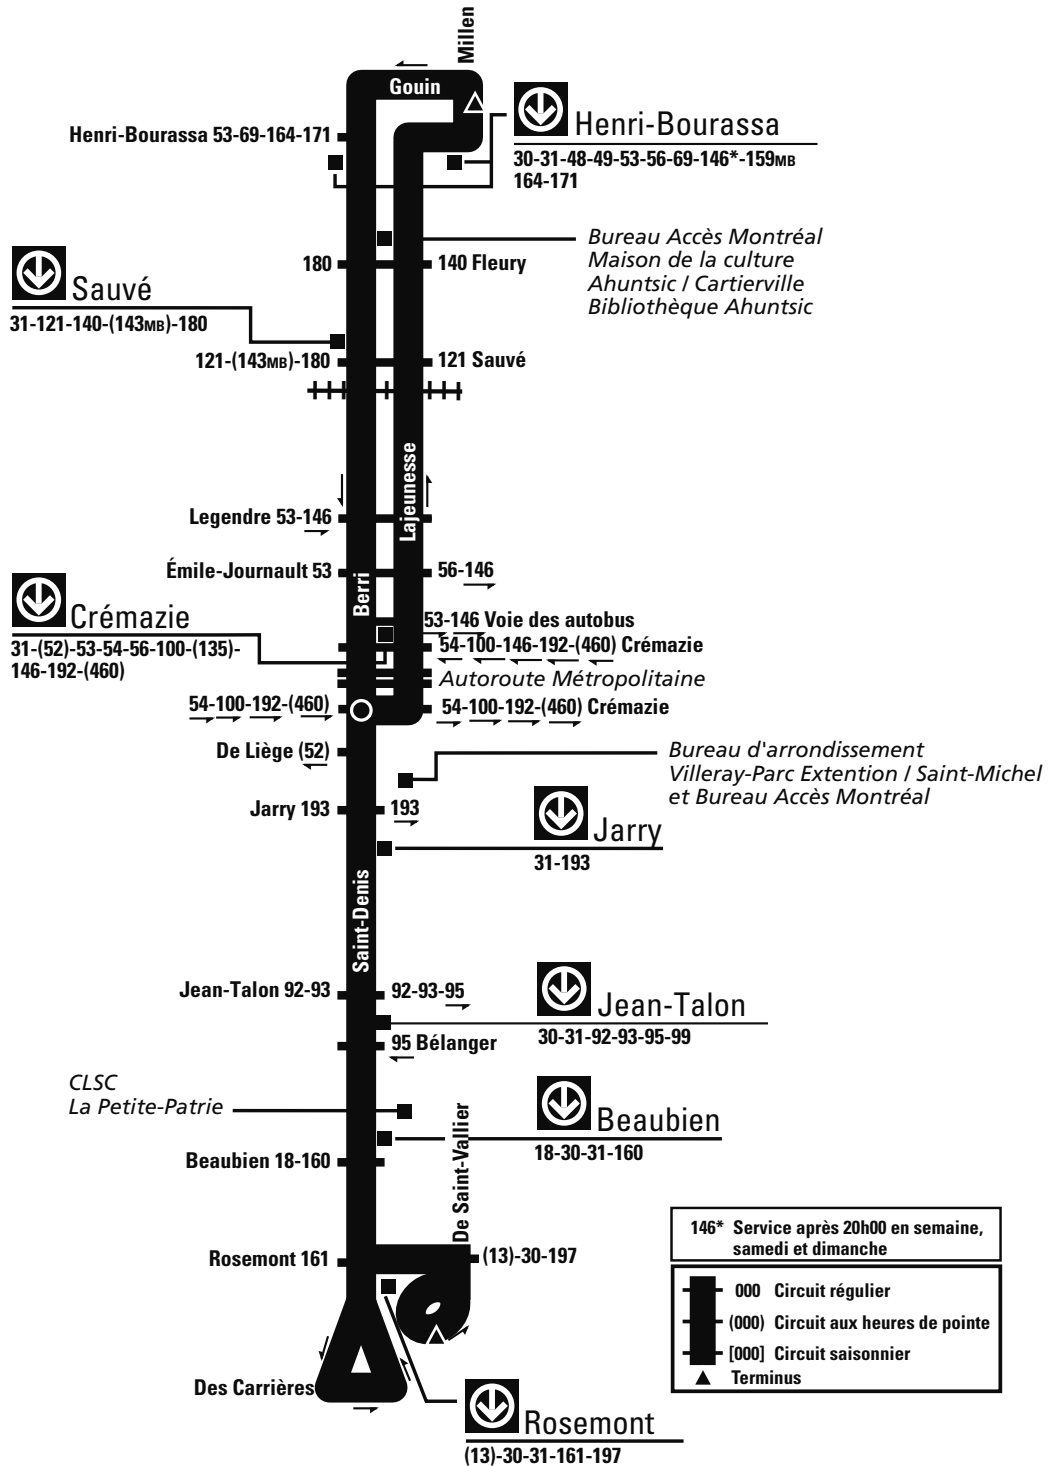 Millen
Gouin
Henri-Bourassa 53-69-164-171
Henri-Bourassa
30-31-48-49-53-56-69-146*-159MB
164-171
Bureau Accès Montréal
Maison de la culture
Ahuntsic / Cartierville
Bibliothèque Ahuntsic
180
140 Fleury
Sauvé
31-121-140-(143MB)-180
121-(143MB)-180
121 Sauvé
Lajeunesse
Legendre 53-146
Émile-Journault 53
56-146
Berri
Crémazie
31-(52)-53-54-56-100-(135)-
146-192-(460)
53-146 Voie des autobus
54-100-146-192-(460) Crémazie
Autoroute Métropolitaine
54-100-192-(460)
54-100-192-(460) Crémazie
De Liège (52)
Bureau d'arrondissement
Villeray-Parc Extention / Saint-Michel
et Bureau Accès Montréal
Jarry 193
193
Jarry
31-193
Saint-Denis
Jean-Talon 92-93
92-93-95
Jean-Talon
30-31-92-93-95-99
95 Bélanger
CLSC
La Petite-Patrie
Beaubien
18-30-31-160
De Saint-Vallier
Beaubien 18-160
Rosemont 161
(13)-30-197
Des Carrières
Rosemont
(13)-30-31-161-197
146* Service après 20h00 en semaine,
samedi et dimanche
000 Circuit régulier
(000) Circuit aux heures de pointe
[000] Circuit saisonnier
Terminus